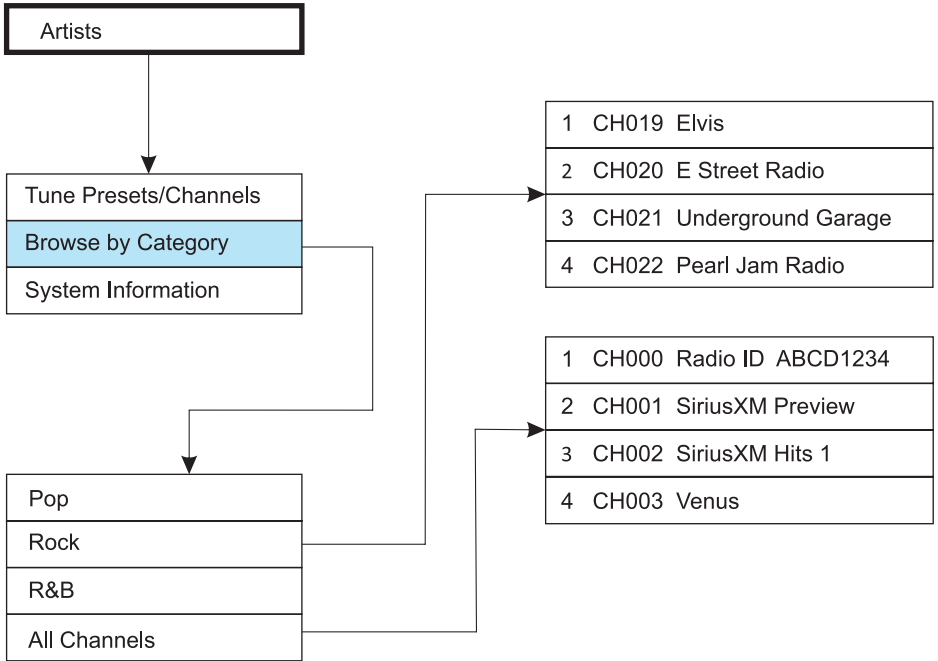 Artists
Tune Presets/Channels
Browse by Category
System Information
Pop
Rock
R&B
All Channels
1 CH019 Elvis
2 CH020 E Street Radio
3 CH021 Underground Garage
4 CH022 Pearl Jam Radio
1 CH000 Radio ID ABCD1234
2 CH001 SiriusXM Preview
3 CH002 SiriusXM Hits 1
4 CH003 Venus